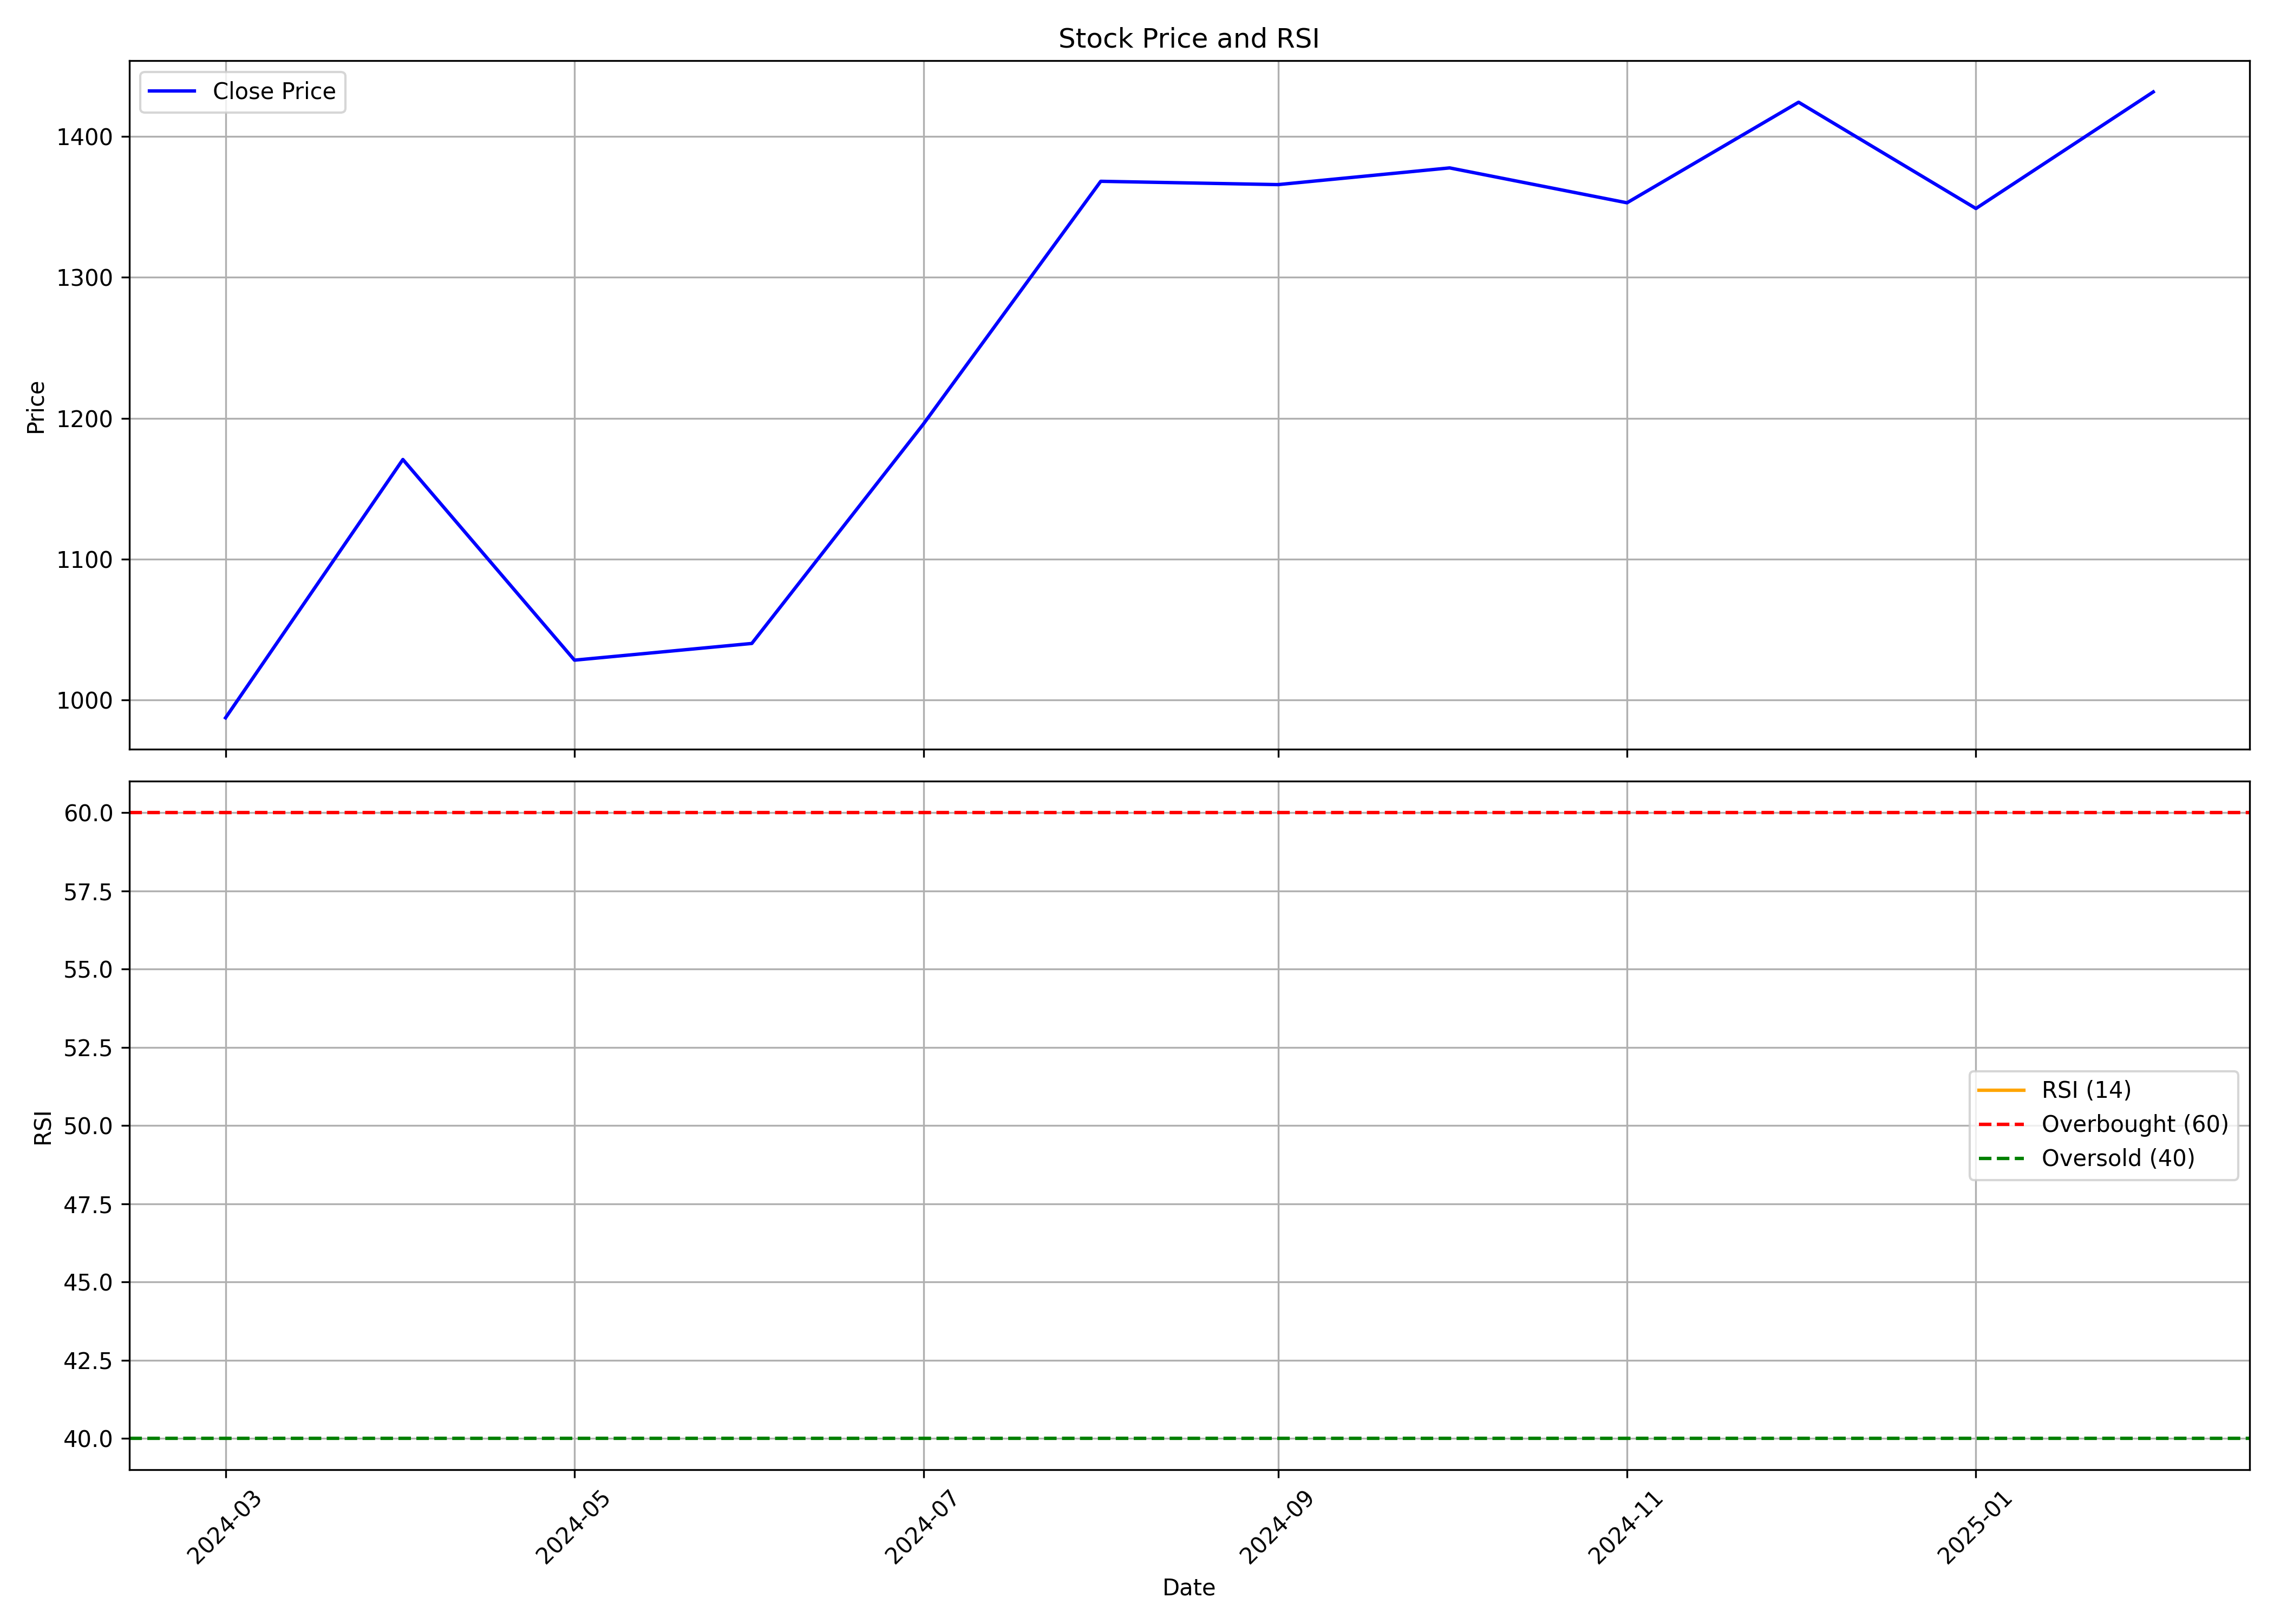 Stock Price and RSI
Close Price
Price
1400
1300
1200
1100
1000
RSI
60.0
57.5
55.0
52.5
50.0
47.5
45.0
42.5
40.0
RSI (14)
Overbought (60)
Oversold (40)
2024-03
2024-05
2024-07
2024-09
2024-11
2025-01
Date